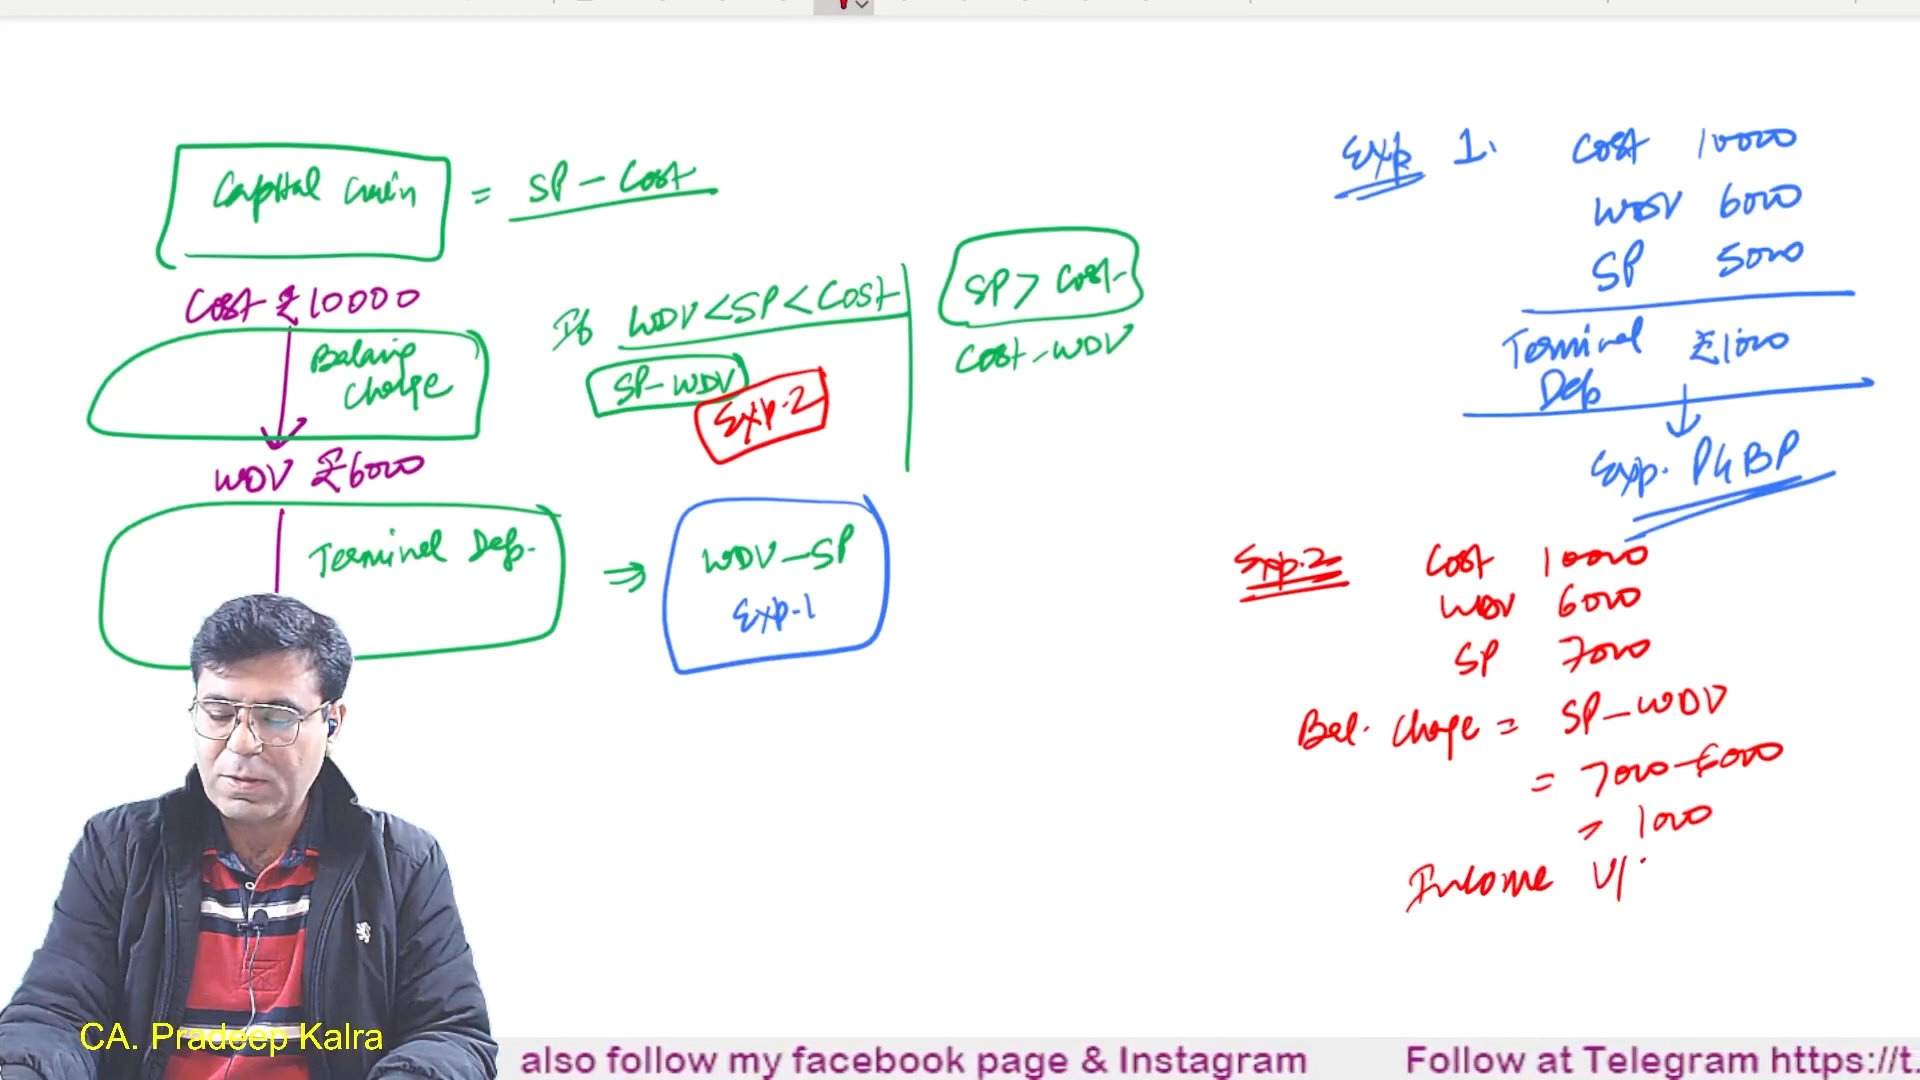 Capital Gain = SP - Cost
Cost ₹10000
Balancing
Charge
If WDV < SP < Cost
SP - WDV
Exp-2
SP > Cost
Cost - WDV
WDV ₹6000
Terminal Dep.
⇒
WDV - SP
Exp-1
Exp 1. Cost 10000
WDV 6000
SP 5000
Terminal ₹1000
Dep
Exp. PGBP
Exp.2 Cost 10000
WDV 6000
SP 7000
Bal. Charge = SP - WDV
= 7000 - 6000
= 1000
Income U/
CA. Pradeep Kalra
also follow my facebook page & Instagram
Follow at Telegram https://t.